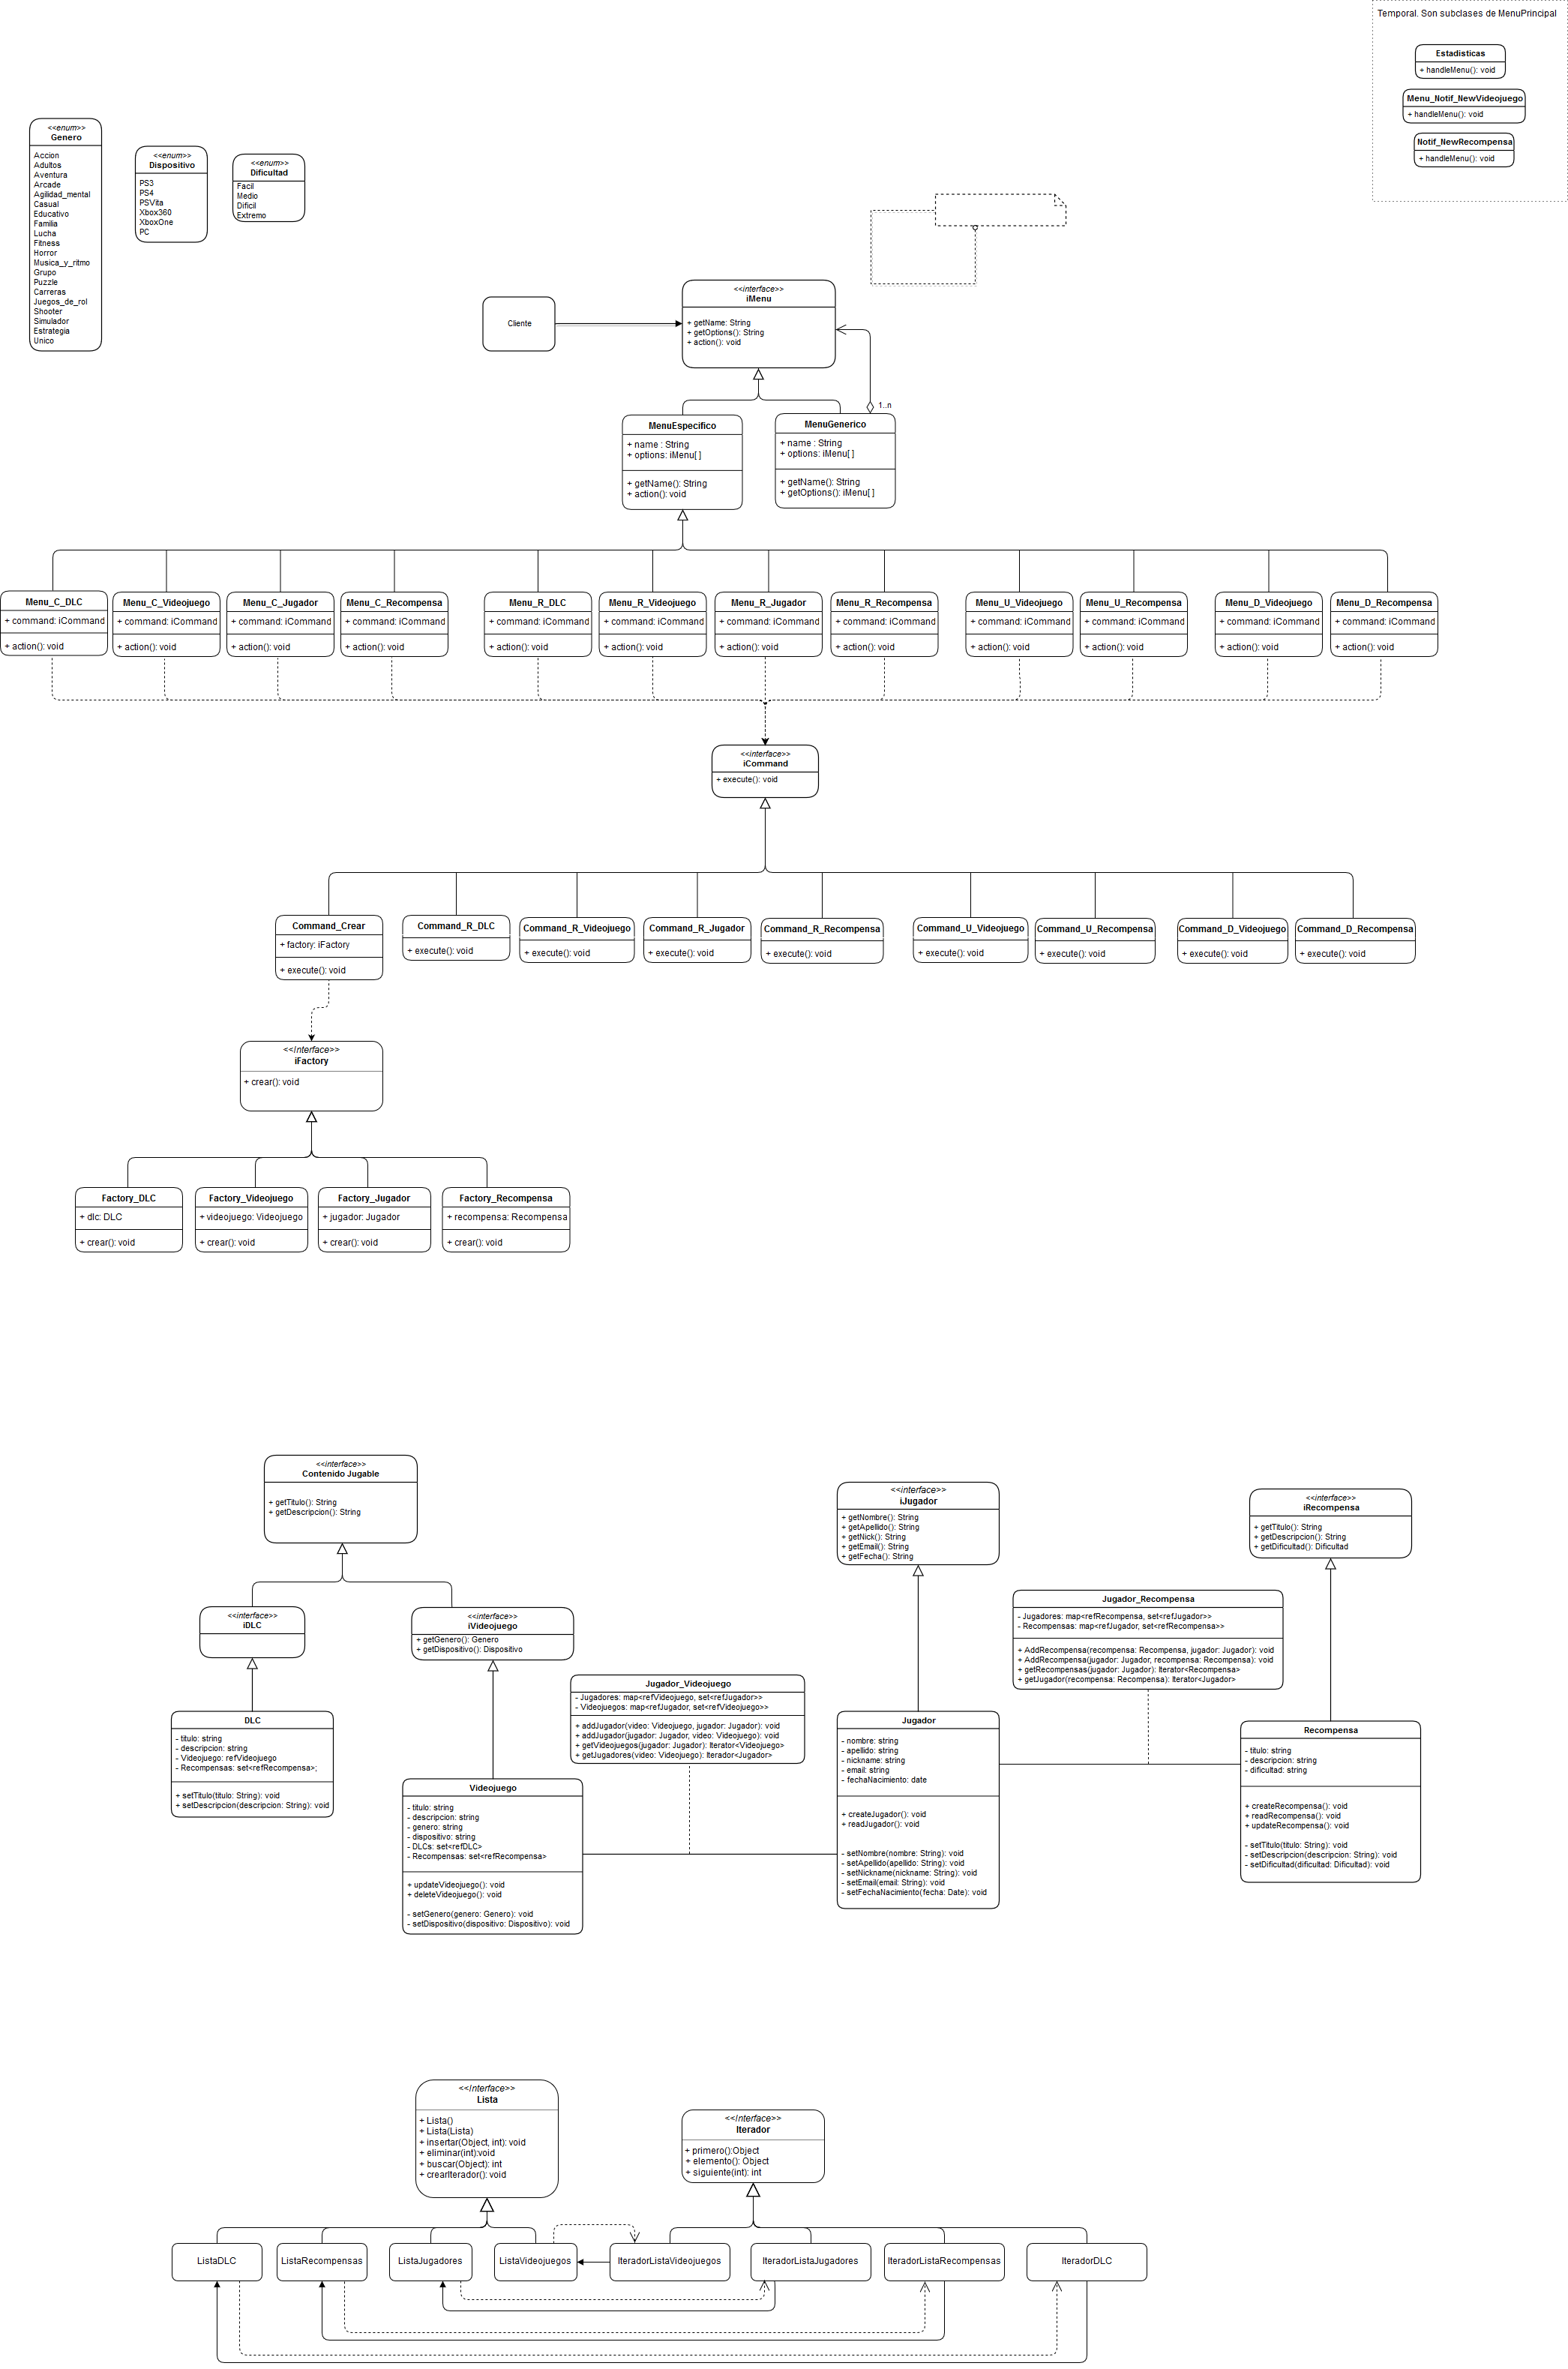 Temporal. Son subclases de MenuPrincipal
Estadisticas
+ handleMenu(): void
Menu_Notif_NewVideojuego
+ handleMenu(): void
Notif_NewRecompensa
+ handleMenu(): void
<<enum>>
Genero
Accion
Adultos
Aventura
Arcade
Agilidad_mental
Casual
Educativo
Familia
Lucha
Fitness
Horror
Musica_y_ritmo
Grupo
Puzzle
Carreras
Juegos_de_rol
Shooter
Simulador
Estrategia
Unico
<<enum>>
Dispositivo
PS3
PS4
PSVita
Xbox360
XboxOne
PC
<<enum>>
Dificultad
Facil
Medio
Dificil
Extremo
Cliente
<<interface>>
iMenu
+ getName: String
+ getOptions(): String
+ action(): void
1..n
MenuEspecifico
+ name : String
+ options: iMenu[ ]
+ getName(): String
+ action(): void
MenuGenerico
+ name : String
+ options: iMenu[ ]
+ getName(): String
+ getOptions(): iMenu[ ]
Menu_C_DLC
+ command: iCommand
+ action(): void
Menu_C_Videojuego
+ command: iCommand
+ action(): void
Menu_C_Jugador
+ command: iCommand
+ action(): void
Menu_C_Recompensa
+ command: iCommand
+ action(): void
Menu_R_DLC
+ command: iCommand
+ action(): void
Menu_R_Videojuego
+ command: iCommand
+ action(): void
Menu_R_Jugador
+ command: iCommand
+ action(): void
Menu_R_Recompensa
+ command: iCommand
+ action(): void
Menu_U_Videojuego
+ command: iCommand
+ action(): void
Menu_U_Recompensa
+ command: iCommand
+ action(): void
Menu_D_Videojuego
+ command: iCommand
+ action(): void
Menu_D_Recompensa
+ command: iCommand
+ action(): void
<<interface>>
iCommand
+ execute(): void
Command_Crear
+ factory: iFactory
+ execute(): void
Command_R_DLC
+ execute(): void
Command_R_Videojuego
+ execute(): void
Command_R_Jugador
+ execute(): void
Command_R_Recompensa
+ execute(): void
Command_U_Videojuego
+ execute(): void
Command_U_Recompensa
+ execute(): void
Command_D_Videojuego
+ execute(): void
Command_D_Recompensa
+ execute(): void
<<Interface>>
iFactory
+ crear(): void
Factory_DLC
+ dlc: DLC
+ crear(): void
Factory_Videojuego
+ videojuego: Videojuego
+ crear(): void
Factory_Jugador
+ jugador: Jugador
+ crear(): void
Factory_Recompensa
+ recompensa: Recompensa
+ crear(): void
<<interface>>
Contenido Jugable
+ getTitulo(): String
+ getDescripcion(): String
<<interface>>
iDLC
<<interface>>
iVideojuego
+ getGenero(): Genero
+ getDispositivo(): Dispositivo
<<interface>>
iJugador
+ getNombre(): String
+ getApellido(): String
+ getNick(): String
+ getEmail(): String
+ getFecha(): String
<<interface>>
iRecompensa
+ getTitulo(): String
+ getDescripcion(): String
+ getDificultad(): Dificultad
Jugador_Recompensa
- Jugadores: map<refRecompensa, set<refJugador>>
- Recompensas: map<refJugador, set<refRecompensa>>
+ AddRecompensa(recompensa: Recompensa, jugador: Jugador): void
+ AddRecompensa(jugador: Jugador, recompensa: Recompensa): void
+ getRecompensas(jugador: Jugador): Iterator<Recompensa>
+ getJugador(recompensa: Recompensa): Iterator<Jugador>
Jugador_Videojuego
- Jugadores: map<refVideojuego, set<refJugador>>
- Videojuegos: map<refJugador, set<refVideojuego>>
+ addJugador(video: Videojuego, jugador: Jugador): void
+ addJugador(jugador: Jugador, video: Videojuego): void
+ getVideojuegos(jugador: Jugador): Iterator<Videojuego>
+ getJugadores(video: Videojuego): Iterador<Jugador>
DLC
- titulo: string
- descripcion: string
- Videojuego: refVideojuego
- Recompensas: set<refRecompensa>;
+ setTitulo(titulo: String): void
+ setDescripcion(descripcion: String): void
Videojuego
- titulo: string
- descripcion: string
- genero: string
- dispositivo: string
- DLCs: set<refDLC>
- Recompensas: set<refRecompensa>
+ updateVideojuego(): void
+ deleteVideojuego(): void
- setGenero(genero: Genero): void
- setDispositivo(dispositivo: Dispositivo): void
Jugador
- nombre: string
- apellido: string
- nickname: string
- email: string
- fechaNacimiento: date
+ createJugador(): void
+ readJugador(): void
- setNombre(nombre: String): void
- setApellido(apellido: String): void
- setNickname(nickname: String): void
- setEmail(email: String): void
- setFechaNacimiento(fecha: Date): void
Recompensa
- titulo: string
- descripcion: string
- dificultad: string
+ createRecompensa(): void
+ readRecompensa(): void
+ updateRecompensa(): void
- setTitulo(titulo: String): void
- setDescripcion(descripcion: String): void
- setDificultad(dificultad: Dificultad): void
<<Interface>>
Lista
+ Lista()
+ Lista(Lista)
+ insertar(Object, int): void
+ eliminar(int):void
+ buscar(Object): int
+ crearIterador(): void
<<Interface>>
Iterador
+ primero():Object
+ elemento(): Object
+ siguiente(int): int
ListaDLC
ListaRecompensas
ListaJugadores
ListaVideojuegos
IteradorListaVideojuegos
IteradorListaJugadores
IteradorListaRecompensas
IteradorDLC